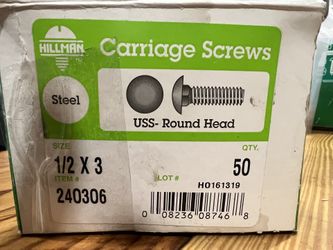 HILLMAN
Carriage Screws
Steel
USS- Round Head
SIZE
QTY.
1/2 X 3
50
ITEM #
LOT #
240306
HO161319
0 08236 08746 8